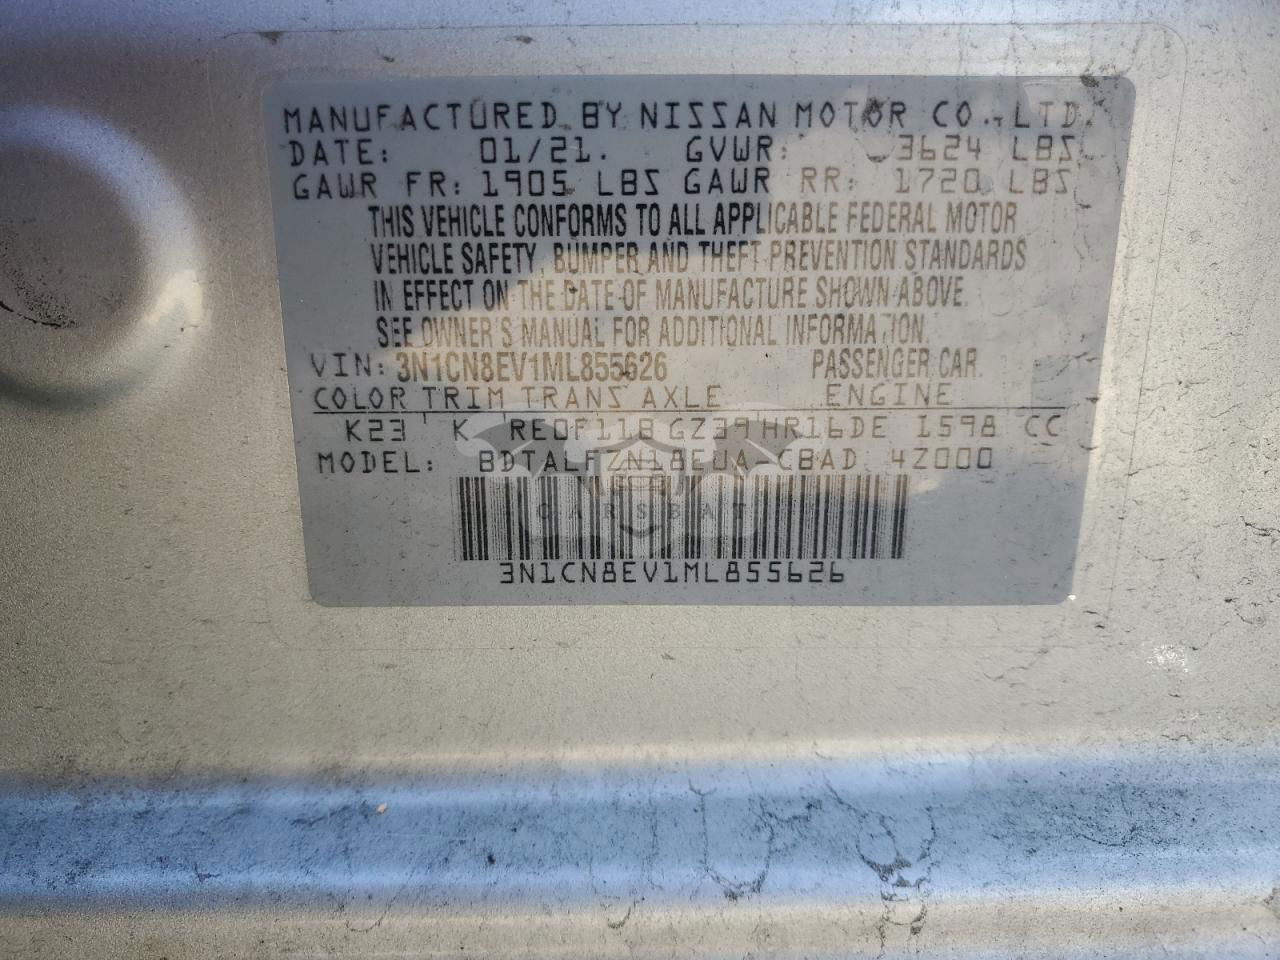 MANUFACTURED BY NISSAN MOTOR CO., LTD.
DATE: 01/21. GVWR: 3624 LBS
GAWR FR: 1905 LBS GAWR RR: 1720 LBS
THIS VEHICLE CONFORMS TO ALL APPLICABLE FEDERAL MOTOR
VEHICLE SAFETY, BUMPER AND THEFT PREVENTION STANDARDS
IN EFFECT ON THE DATE OF MANUFACTURE SHOWN ABOVE.
SEE OWNER'S MANUAL FOR ADDITIONAL INFORMATION.
VIN: 3N1CN8EV1ML855626 PASSENGER CAR.
COLOR TRIM TRANS AXLE ENGINE
K23 K RE0F11B GZ39 HR16DE 1598 CC
MODEL: BDTALFZN18EUA CBAD 4Z000
CARSBAT
3N1CN8EV1ML855626